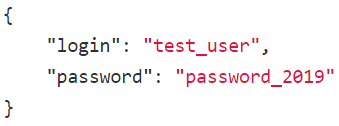 {
    "login": "test_user",
    "password": "password_2019"
}